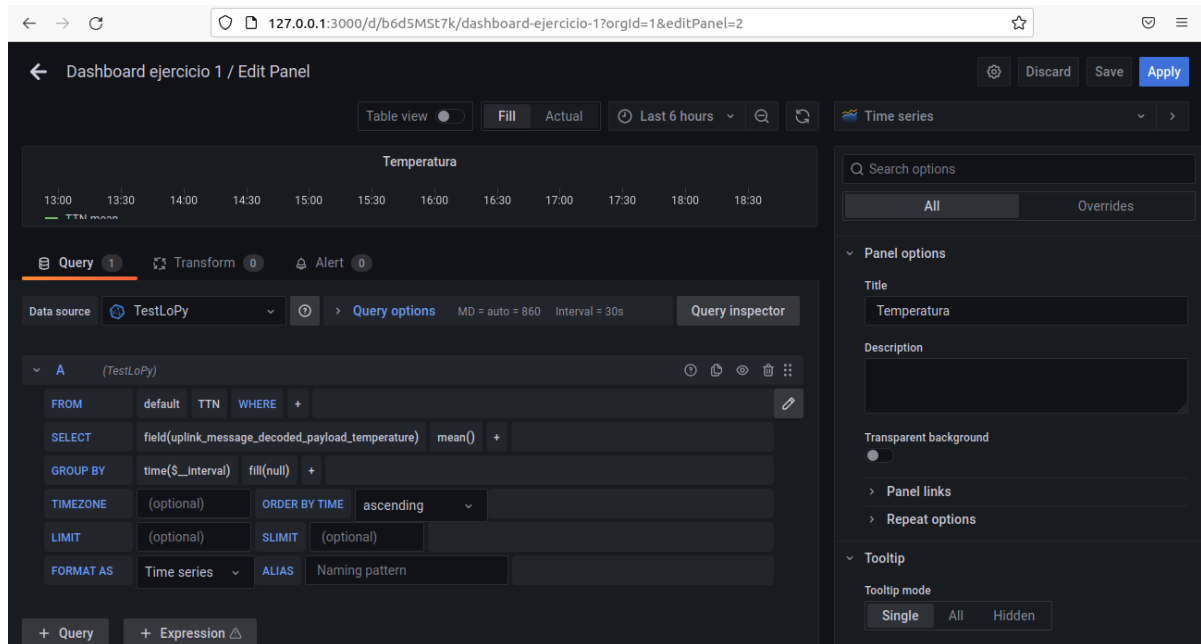 127.0.0.1:3000/d/b6d5MSt7k/dashboard-ejercicio-1?orgId=1&editPanel=2
Dashboard ejercicio 1 / Edit Panel
Discard Save Apply
Table view Fill Actual Last 6 hours Time series
Temperatura
13:00 13:30 14:00 14:30 15:00 15:30 16:00 16:30 17:00 17:30 18:00 18:30
TTN.mean
Search options
All Overrides
Query 1 Transform 0 Alert 0
Panel options
Title
Temperatura
Data source TestLoPy Query options MD = auto = 860 Interval = 30s Query inspector
Description
A (TestLoPy)
FROM default TTN WHERE +
SELECT field(uplink_message_decoded_payload_temperature) mean() +
GROUP BY time($__interval) fill(null) +
TIMEZONE (optional) ORDER BY TIME ascending
LIMIT (optional) SLIMIT (optional)
FORMAT AS Time series ALIAS Naming pattern
+ Query + Expression
Transparent background
Panel links
Repeat options
Tooltip
Tooltip mode
Single All Hidden